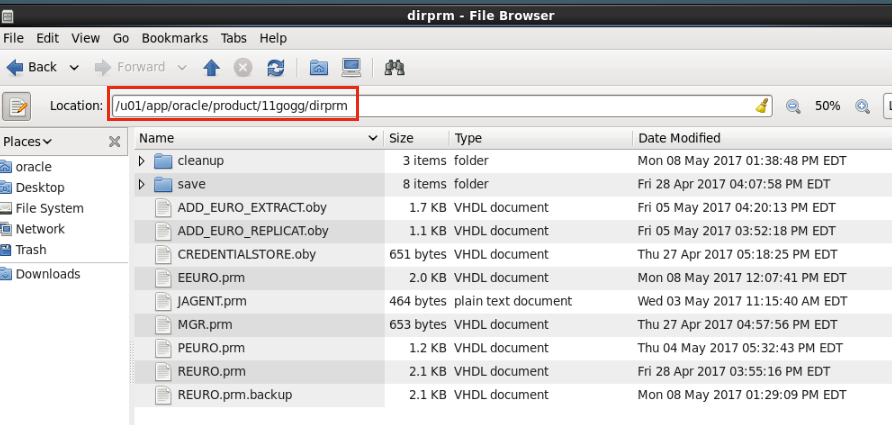 dirprm - File Browser
File Edit View Go Bookmarks Tabs Help
Back Forward
Location: /u01/app/oracle/product/11gogg/dirprm 50%
Places Name Size Type Date Modified
oracle cleanup 3 items folder Mon 08 May 2017 01:38:48 PM EDT
Desktop save 8 items folder Fri 28 Apr 2017 04:07:58 PM EDT
File System ADD_EURO_EXTRACT.oby 1.7 KB VHDL document Fri 05 May 2017 04:20:13 PM EDT
Network ADD_EURO_REPLICAT.oby 1.1 KB VHDL document Fri 05 May 2017 03:52:18 PM EDT
Trash CREDENTIALSTORE.oby 651 bytes VHDL document Thu 27 Apr 2017 05:18:25 PM EDT
Downloads EEURO.prm 2.0 KB VHDL document Mon 08 May 2017 12:07:41 PM EDT
JAGENT.prm 464 bytes plain text document Wed 03 May 2017 11:15:40 AM EDT
MGR.prm 653 bytes VHDL document Thu 27 Apr 2017 04:57:56 PM EDT
PEURO.prm 1.2 KB VHDL document Thu 04 May 2017 05:32:43 PM EDT
REURO.prm 2.1 KB VHDL document Fri 28 Apr 2017 03:55:16 PM EDT
REURO.prm.backup 2.1 KB VHDL document Mon 08 May 2017 01:29:09 PM EDT